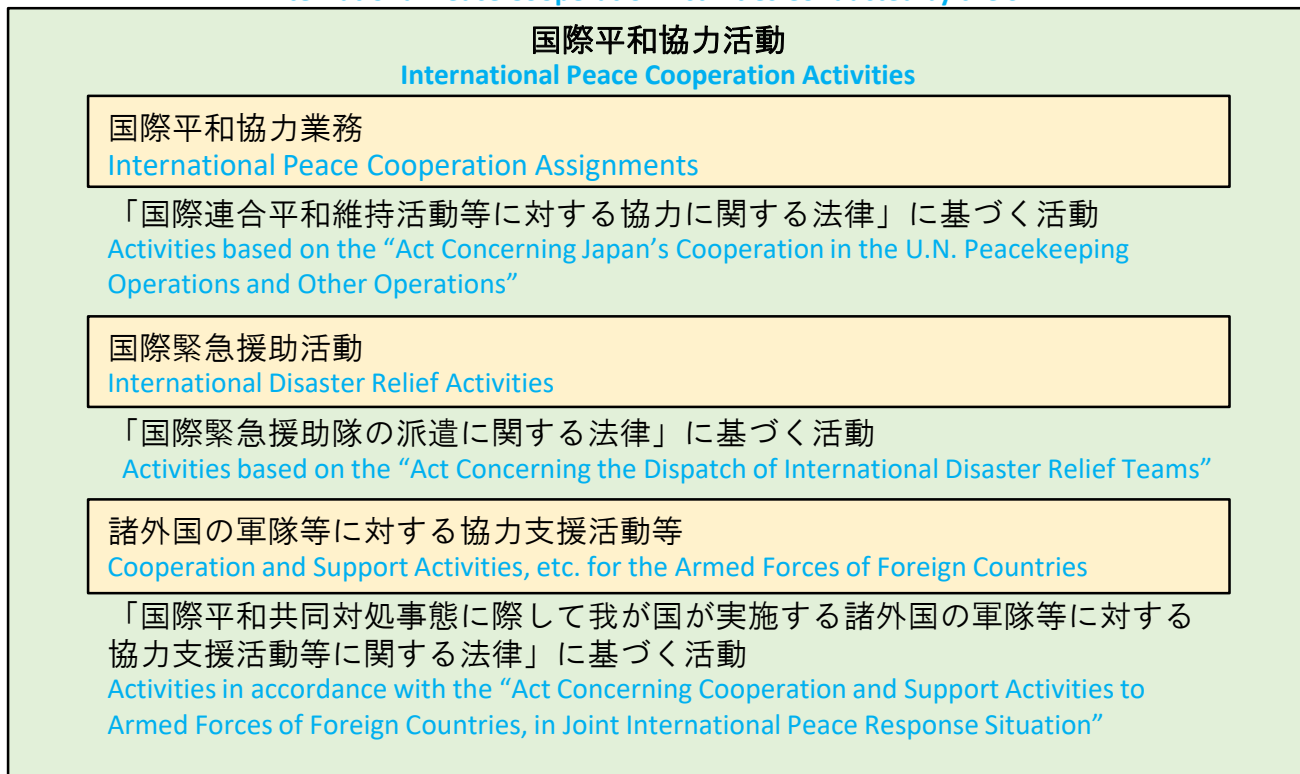 国際平和協力活動
International Peace Cooperation Activities
国際平和協力業務
International Peace Cooperation Assignments
「国際連合平和維持活動等に対する協力に関する法律」に基づく活動
Activities based on the “Act Concerning Japan’s Cooperation in the U.N. Peacekeeping
Operations and Other Operations”
国際緊急援助活動
International Disaster Relief Activities
「国際緊急援助隊の派遣に関する法律」に基づく活動
Activities based on the “Act Concerning the Dispatch of International Disaster Relief Teams”
諸外国の軍隊等に対する協力支援活動等
Cooperation and Support Activities, etc. for the Armed Forces of Foreign Countries
「国際平和共同対処事態に際して我が国が実施する諸外国の軍隊等に対する
協力支援活動等に関する法律」に基づく活動
Activities in accordance with the “Act Concerning Cooperation and Support Activities to
Armed Forces of Foreign Countries, in Joint International Peace Response Situation”